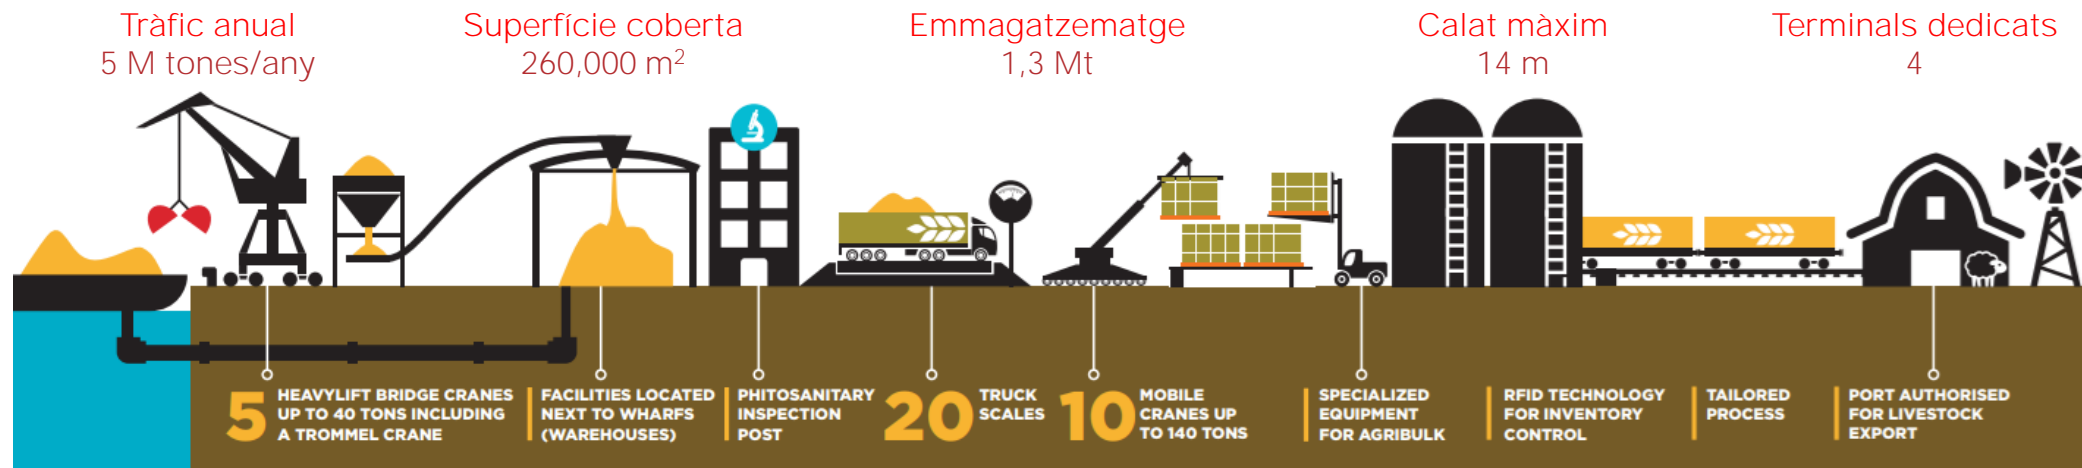 Tràfic anual
5 M tones/any
Superfície coberta
260,000 m²
Emmagatzematge
1,3 Mt
Calat màxim
14 m
Terminals dedicats
4
5
HEAVYLIFT BRIDGE CRANES
UP TO 40 TONS INCLUDING
A TROMMEL CRANE
FACILITIES LOCATED
NEXT TO WHARFS
(WAREHOUSES)
PHITOSANITARY
INSPECTION
POST
20
TRUCK
SCALES
10
MOBILE
CRANES UP
TO 140 TONS
SPECIALIZED
EQUIPMENT
FOR AGRIBULK
RFID TECHNOLOGY
FOR INVENTORY
CONTROL
TAILORED
PROCESS
PORT AUTHORISED
FOR LIVESTOCK
EXPORT